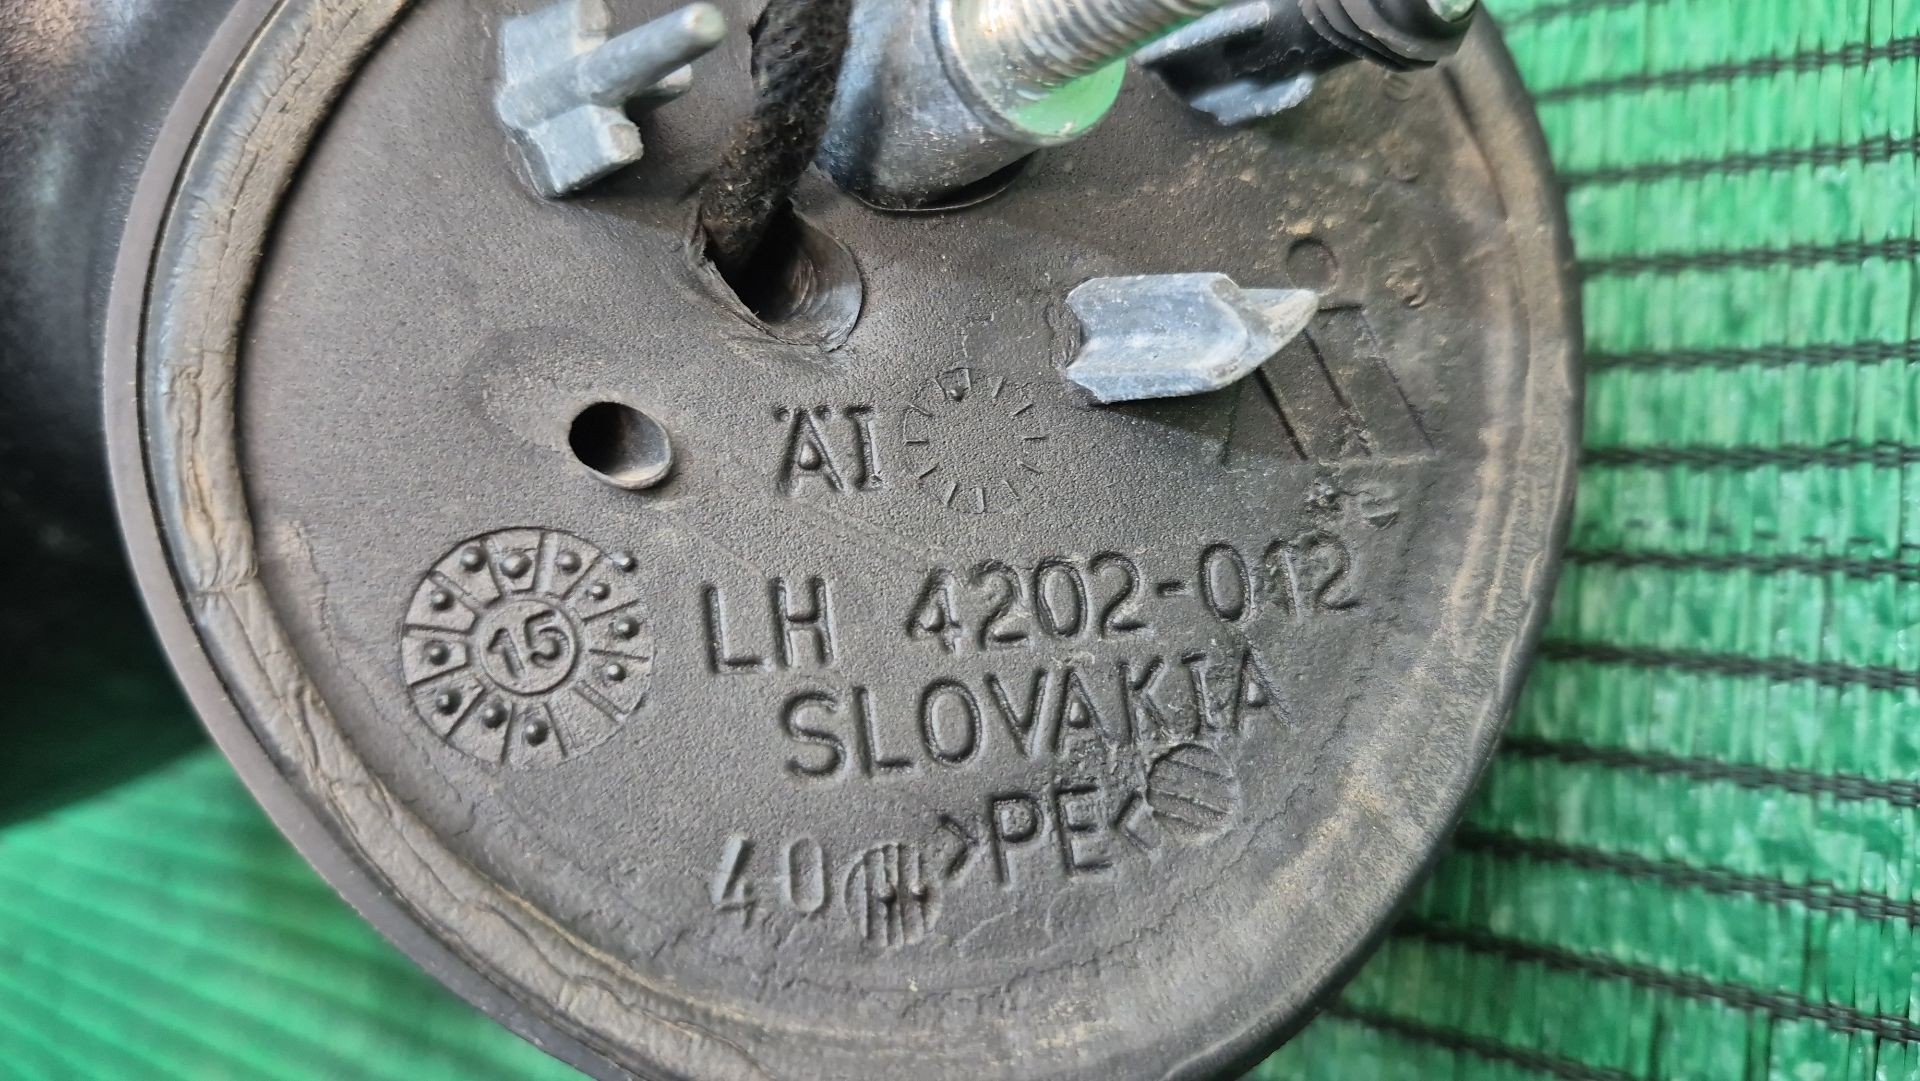 ÄI
15
LH 4202-012
SLOVAKIA
40 >PE<